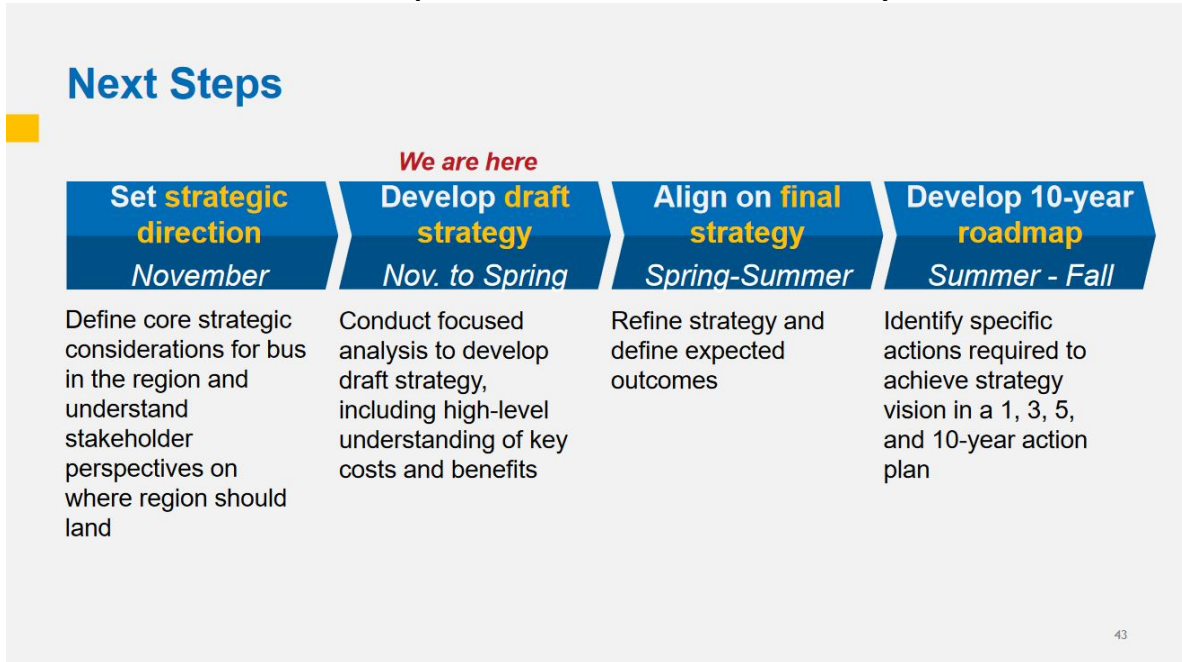 Next Steps
We are here
Set strategic
direction
November
Define core strategic
considerations for bus
in the region and
understand
stakeholder
perspectives on
where region should
land
Develop draft
strategy
Nov. to Spring
Conduct focused
analysis to develop
draft strategy,
including high-level
understanding of key
costs and benefits
Align on final
strategy
Spring-Summer
Refine strategy and
define expected
outcomes
Develop 10-year
roadmap
Summer - Fall
Identify specific
actions required to
achieve strategy
vision in a 1, 3, 5,
and 10-year action
plan
43